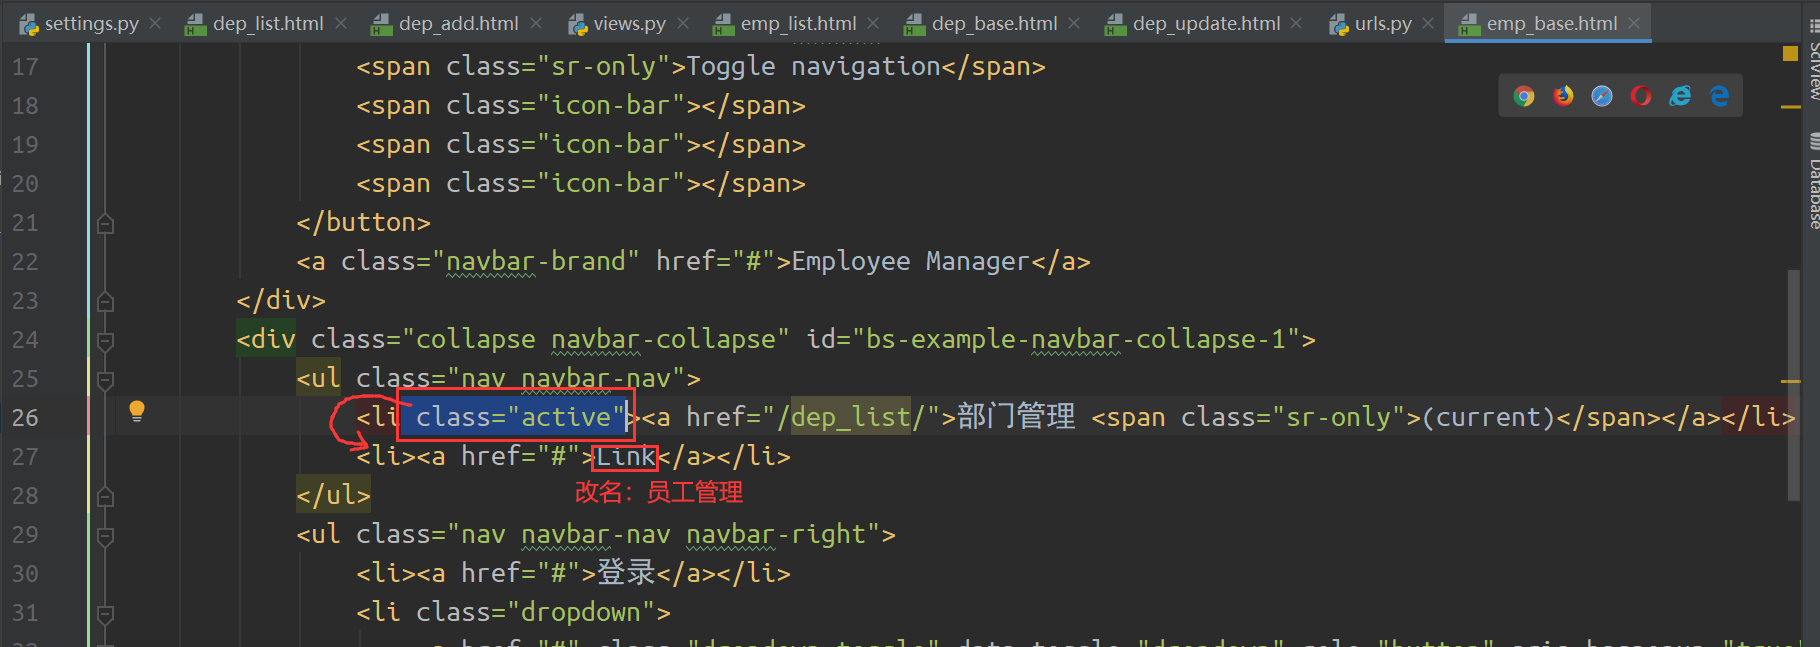 settings.py dep_list.html dep_add.html views.py emp_list.html dep_base.html dep_update.html urls.py emp_base.html
SciView
Database
17 <span class="sr-only">Toggle navigation</span>
18 <span class="icon-bar"></span>
19 <span class="icon-bar"></span>
20 <span class="icon-bar"></span>
21 </button>
22 <a class="navbar-brand" href="#">Employee Manager</a>
23 </div>
24 <div class="collapse navbar-collapse" id="bs-example-navbar-collapse-1">
25 <ul class="nav navbar-nav">
26 <li class="active"><a href="/dep_list/">部门管理 <span class="sr-only">(current)</span></a></li>
27 <li><a href="#">Link</a></li>
改名：员工管理
28 </ul>
29 <ul class="nav navbar-nav navbar-right">
30 <li><a href="#">登录</a></li>
31 <li class="dropdown">